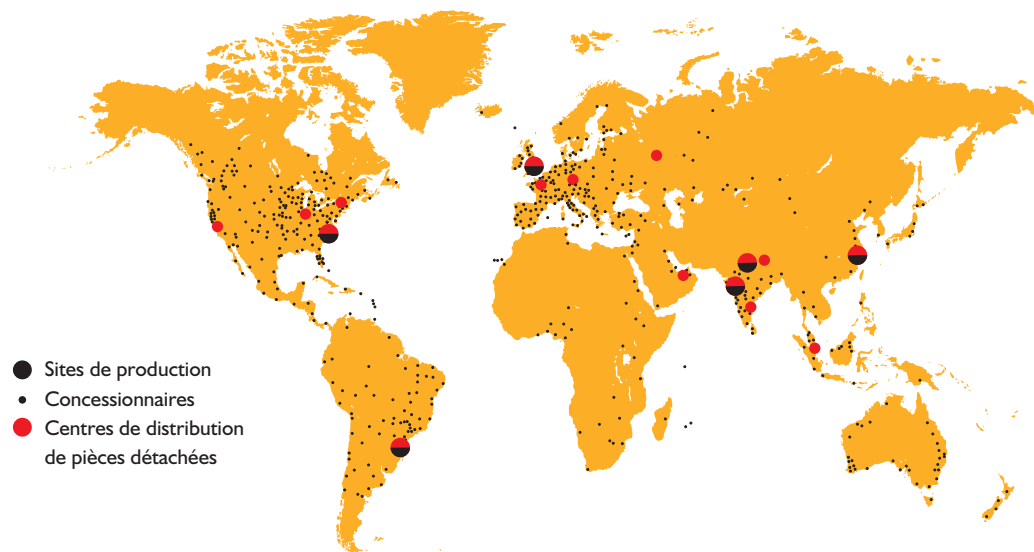 Sites de production
Concessionnaires
Centres de distribution
de pièces détachées